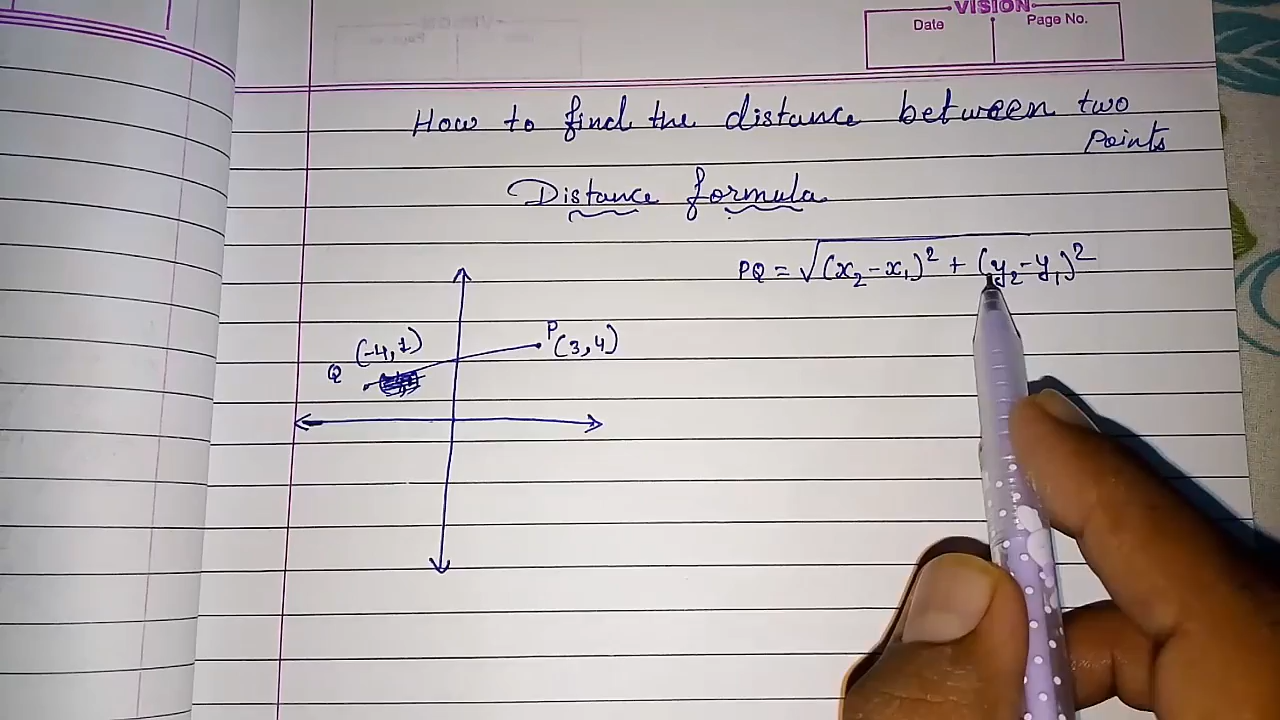 VISION
Date Page No.
How to find the distance between two
Points
Distance formula
PQ = √(x₂-x₁)² + (y₂-y₁)²
P
(3,4)
(-4,1)
Q